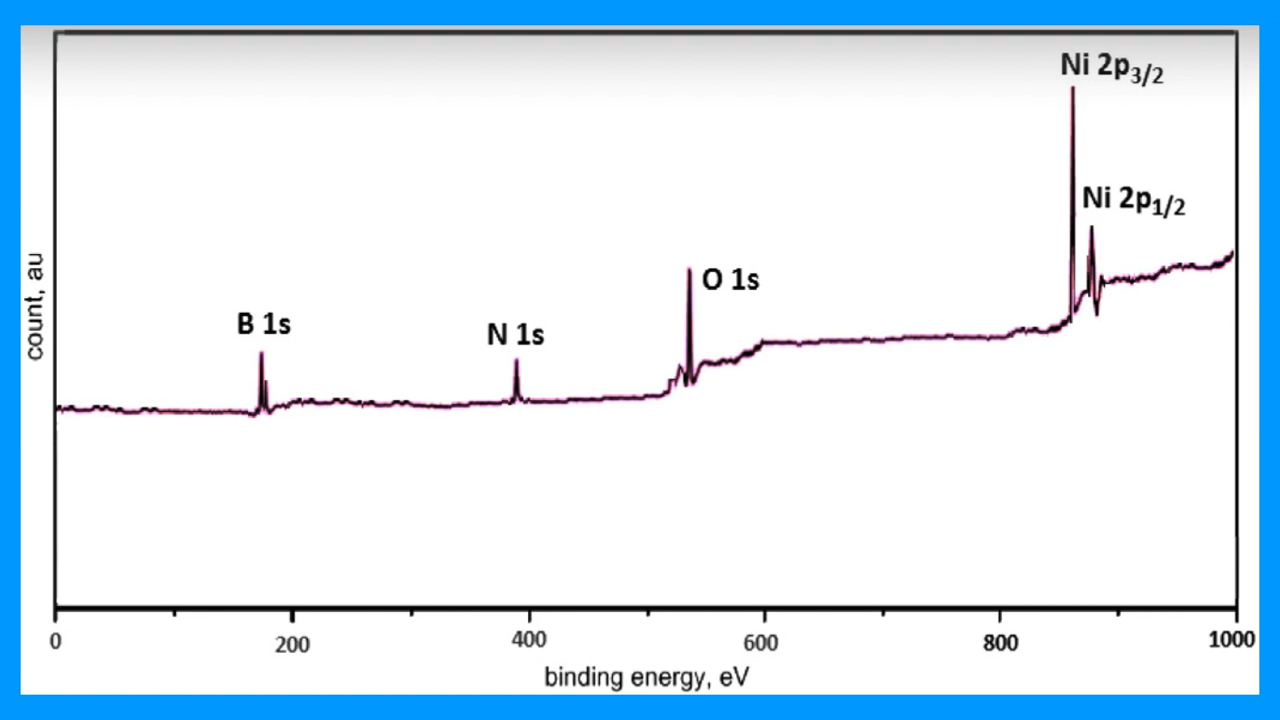 Ni 2p3/2
Ni 2p1/2
O 1s
B 1s
N 1s
count, au
0
200
400
600
800
1000
binding energy, eV